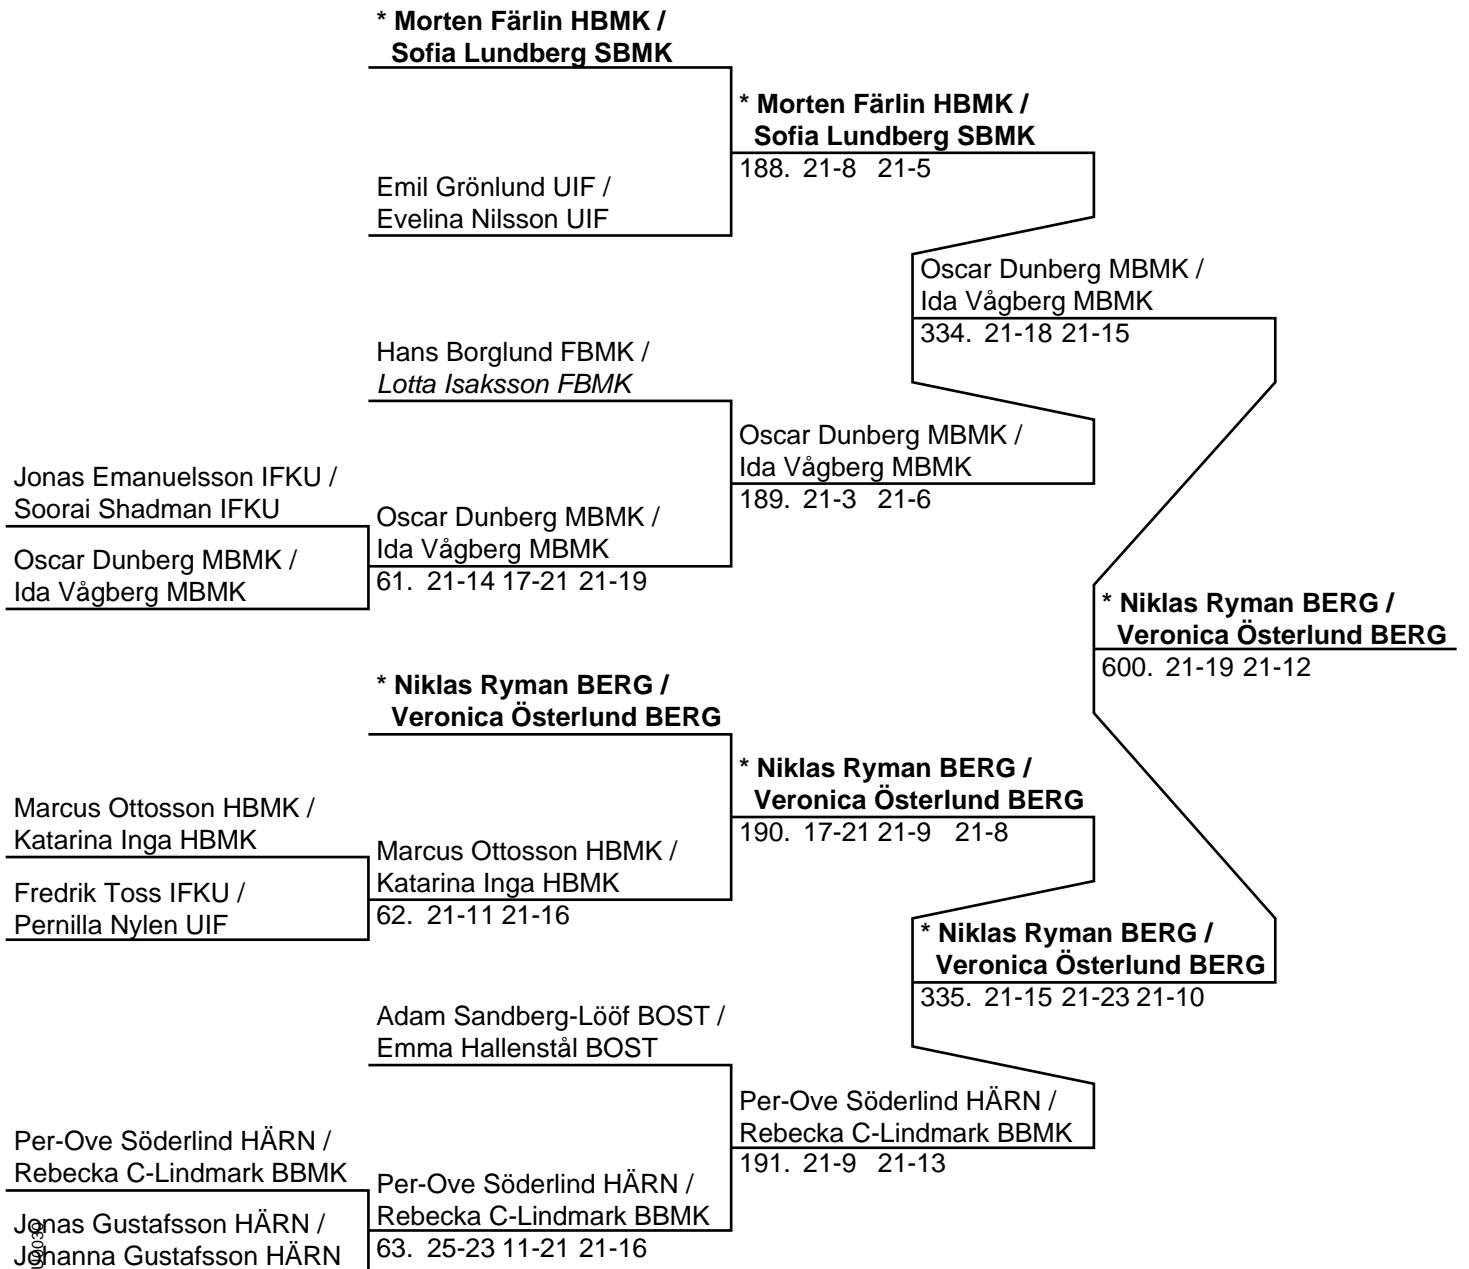 * Morten Färlin HBMK /
Sofia Lundberg SBMK
* Morten Färlin HBMK /
Sofia Lundberg SBMK
188. 21-8 21-5
Emil Grönlund UIF /
Evelina Nilsson UIF
Oscar Dunberg MBMK /
Ida Vågberg MBMK
334. 21-18 21-15
Hans Borglund FBMK /
Lotta Isaksson FBMK
Oscar Dunberg MBMK /
Ida Vågberg MBMK
189. 21-3 21-6
Jonas Emanuelsson IFKU /
Soorai Shadman IFKU
Oscar Dunberg MBMK /
Ida Vågberg MBMK
61. 21-14 17-21 21-19
Oscar Dunberg MBMK /
Ida Vågberg MBMK
* Niklas Ryman BERG /
Veronica Österlund BERG
600. 21-19 21-12
* Niklas Ryman BERG /
Veronica Österlund BERG
* Niklas Ryman BERG /
Veronica Österlund BERG
190. 17-21 21-9 21-8
Marcus Ottosson HBMK /
Katarina Inga HBMK
Marcus Ottosson HBMK /
Katarina Inga HBMK
62. 21-11 21-16
Fredrik Toss IFKU /
Pernilla Nylen UIF
* Niklas Ryman BERG /
Veronica Österlund BERG
335. 21-15 21-23 21-10
Adam Sandberg-Lööf BOST /
Emma Hallenstål BOST
Per-Ove Söderlind HÄRN /
Rebecka C-Lindmark BBMK
191. 21-9 21-13
Per-Ove Söderlind HÄRN /
Rebecka C-Lindmark BBMK
Per-Ove Söderlind HÄRN /
Rebecka C-Lindmark BBMK
63. 25-23 11-21 21-16
Jonas Gustafsson HÄRN /
Johanna Gustafsson HÄRN